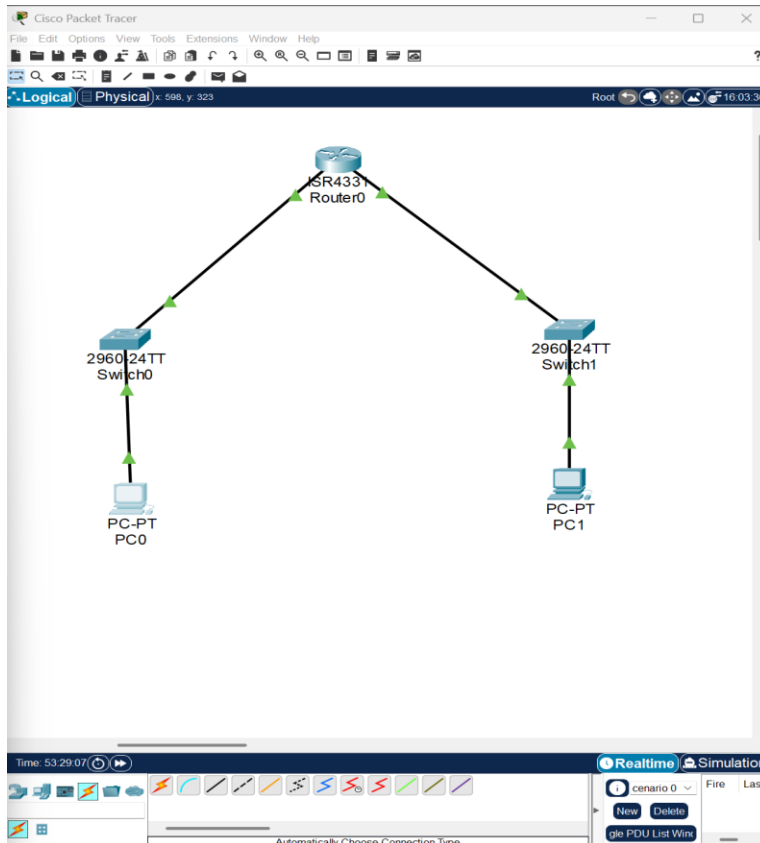 Cisco Packet Tracer
File Edit Options View Tools Extensions Window Help
?
Logical Physical x: 598, y: 323 Root 16:03:3
ISR4331
Router0
2960-24TT
Switch0
2960-24TT
Switch1
PC-PT
PC0
PC-PT
PC1
Time: 53:29:07 Realtime Simulation
cenario 0 Fire Las
New Delete
gle PDU List Wind
Automatically Choose Connection Type